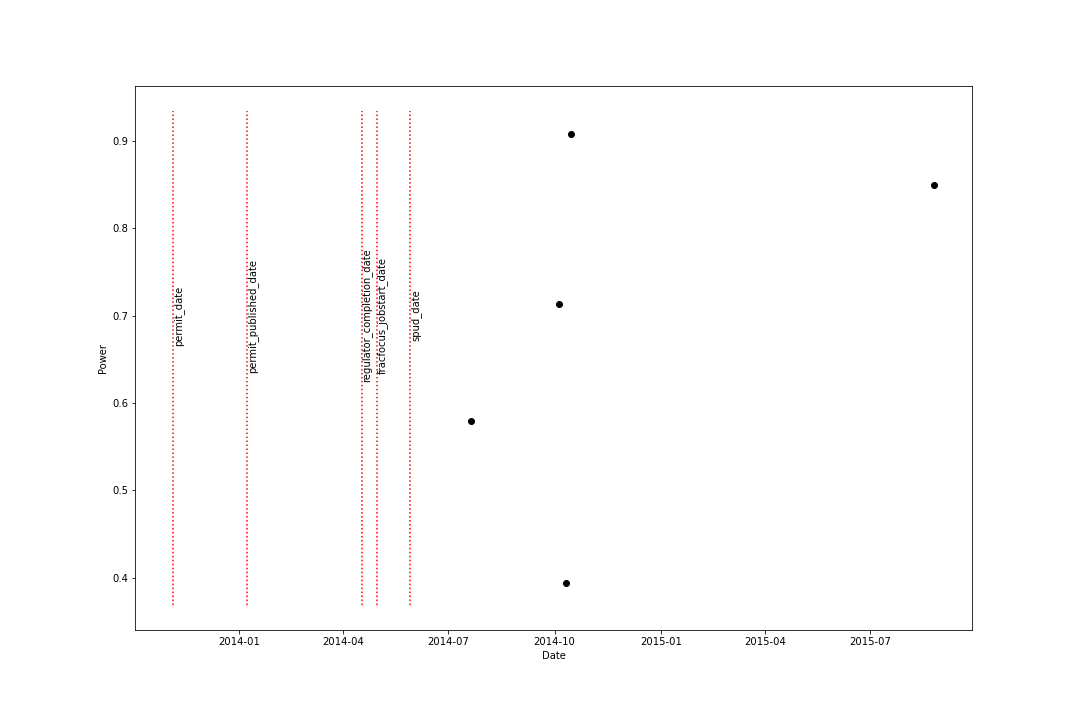 0.9
0.8
0.7
0.6
0.5
0.4
Power
permit_date
permit_published_date
regulator_completion_date
fracfocus_jobstart_date
spud_date
2014-01
2014-04
2014-07
2014-10
2015-01
2015-04
2015-07
Date